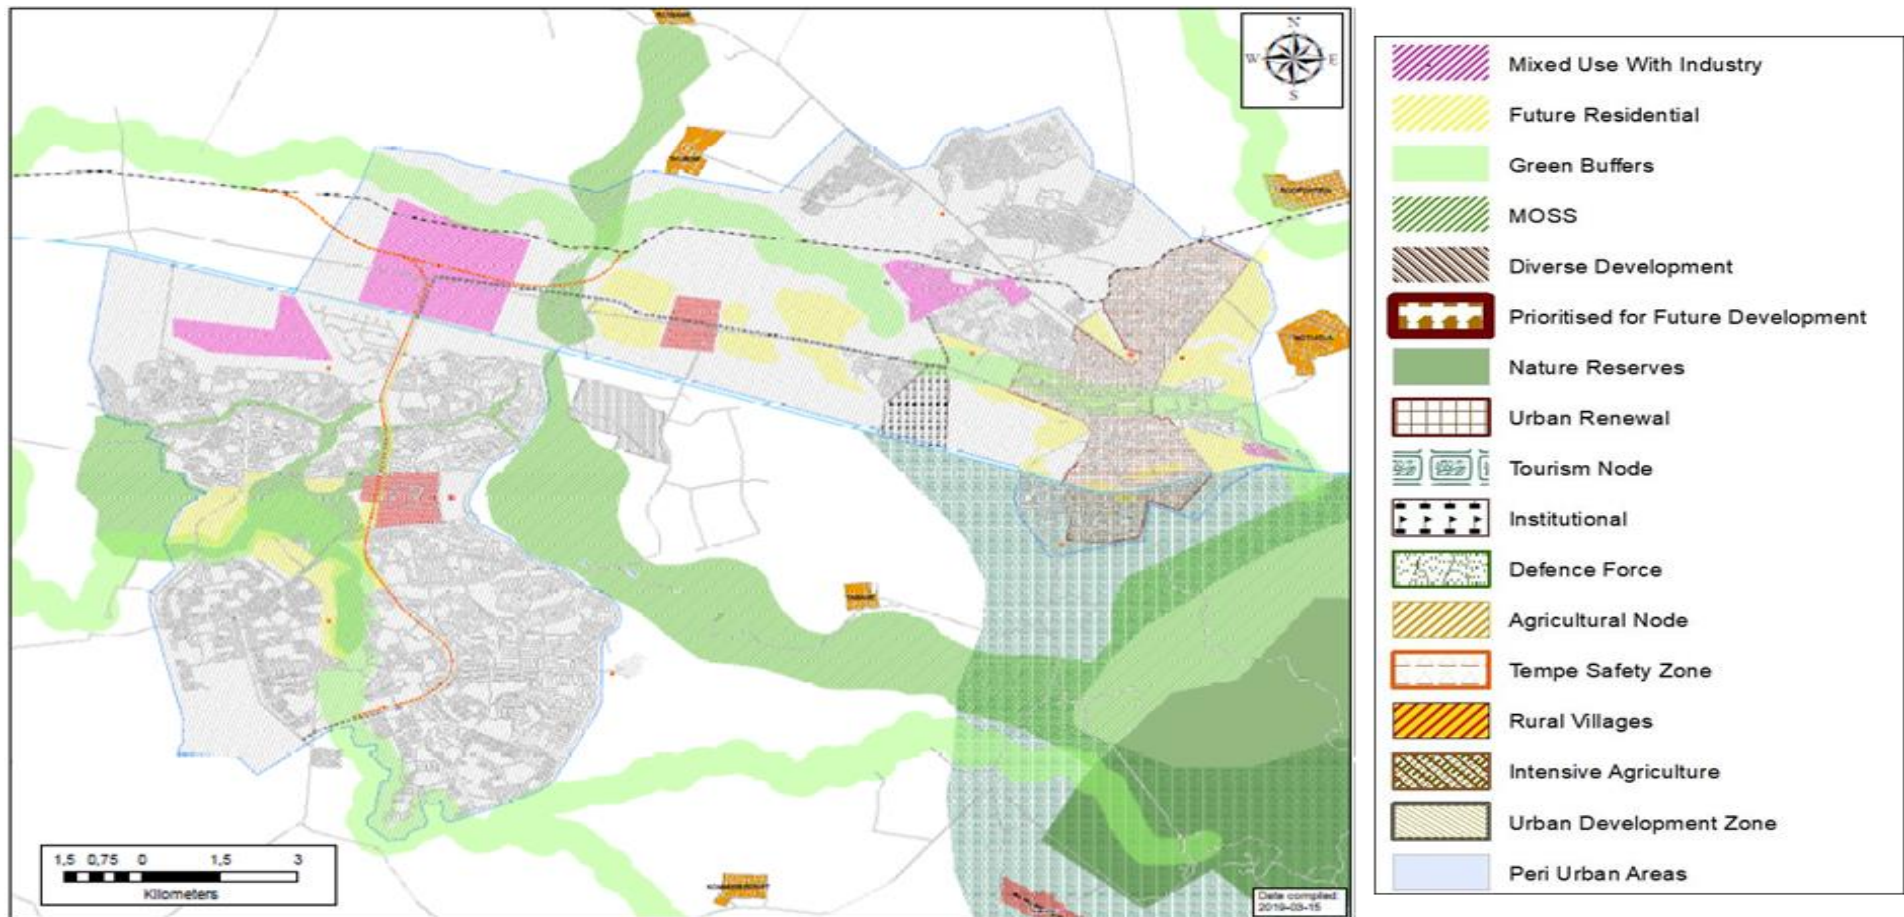 N
W E
S
1,5 0,75 0 1,5 3
Kilometers
Date compiled:
2019-03-15
Mixed Use With Industry
Future Residential
Green Buffers
MOSS
Diverse Development
Prioritised for Future Development
Nature Reserves
Urban Renewal
Tourism Node
Institutional
Defence Force
Agricultural Node
Tempe Safety Zone
Rural Villages
Intensive Agriculture
Urban Development Zone
Peri Urban Areas